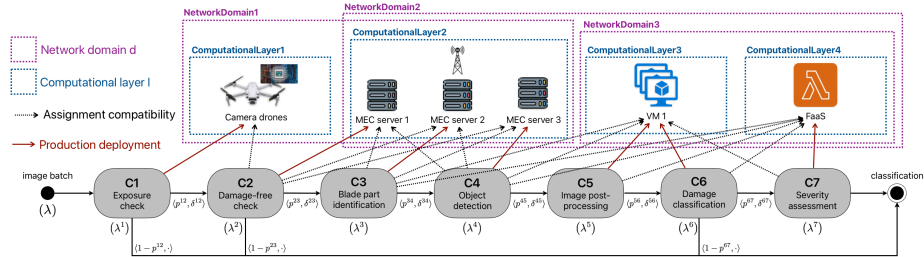 NetworkDomain1
NetworkDomain2
NetworkDomain3
Network domain d
Computational layer l
Assignment compatibility
Production deployment
ComputationalLayer1
Camera drones
ComputationalLayer2
MEC server 1
MEC server 2
MEC server 3
ComputationalLayer3
VM 1
ComputationalLayer4
λ
FaaS
image batch
(λ)
C1
Exposure
check
(λ¹)
⟨p¹², δ¹²⟩
C2
Damage-free
check
(λ²)
⟨p²³, δ²³⟩
C3
Blade part
identification
(λ³)
⟨p³⁴, δ³⁴⟩
C4
Object
detection
(λ⁴)
⟨p⁴⁵, δ⁴⁵⟩
C5
Image post-
processing
(λ⁵)
⟨p⁵⁶, δ⁵⁶⟩
C6
Damage
classification
(λ⁶)
⟨p⁶⁷, δ⁶⁷⟩
C7
Severity
assessment
(λ⁷)
classification
⟨1 − p¹², ·⟩
⟨1 − p²³, ·⟩
⟨1 − p⁶⁷, ·⟩